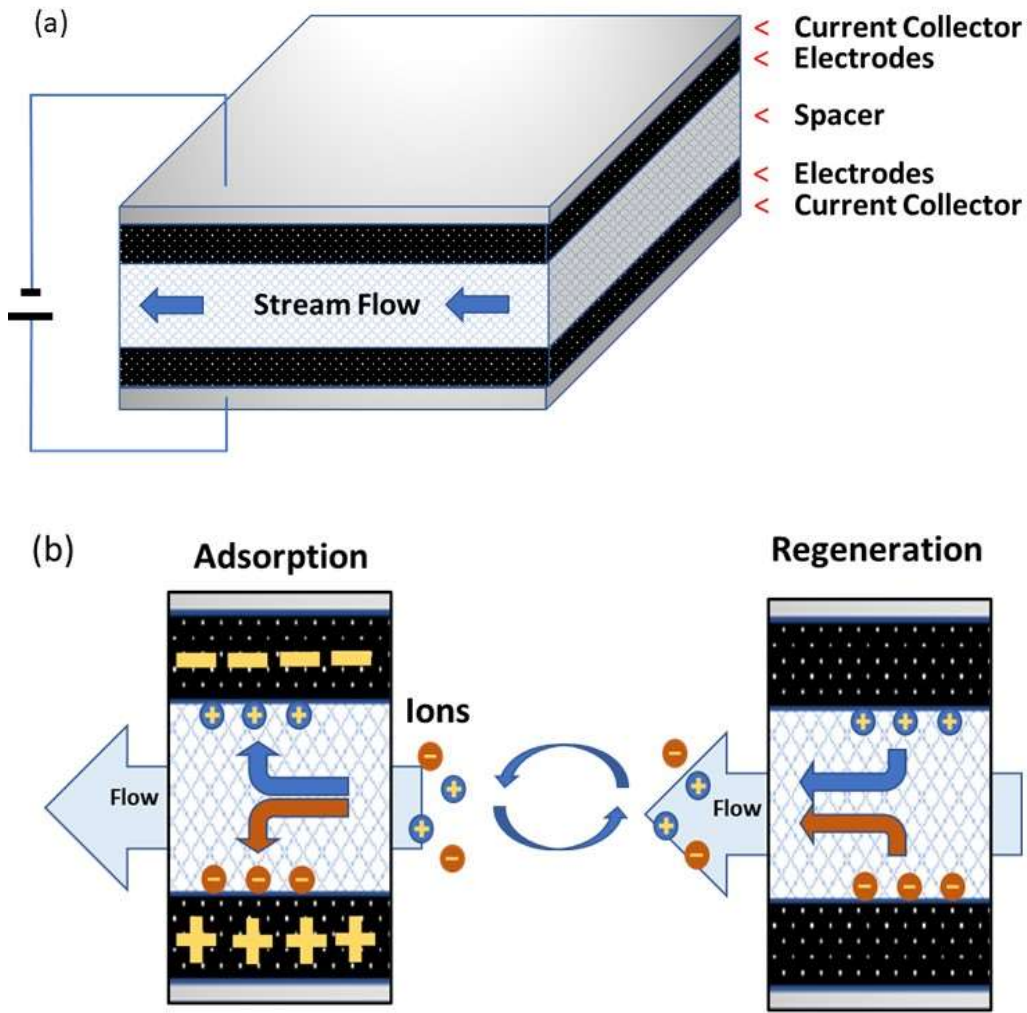 (a)
< Current Collector
< Electrodes
< Spacer
< Electrodes
< Current Collector
Stream Flow
(b)
Adsorption
Regeneration
Ions
Flow
Flow